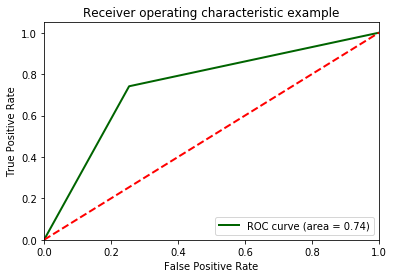 Receiver operating characteristic example
True Positive Rate
1.0
0.8
0.6
0.4
0.2
0.0
ROC curve (area = 0.74)
0.0 0.2 0.4 0.6 0.8 1.0
False Positive Rate